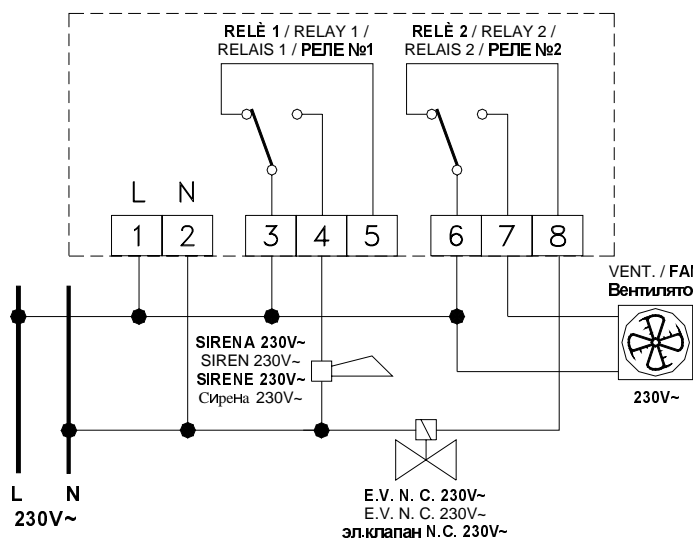 RELÈ 1 / RELAY 1 /
RELAIS 1 / РЕЛЕ №1
RELÈ 2 / RELAY 2 /
RELAIS 2 / РЕЛЕ №2
L N
1 2 3 4 5 6 7 8
VENT. / FAN
Вентилято
SIRENA 230V~
SIREN 230V~
SIRENE 230V~
Сирена 230V~
230V~
L N
230V~
E.V. N. C. 230V~
E.V. N. C. 230V~
эл.клапан N.C. 230V~